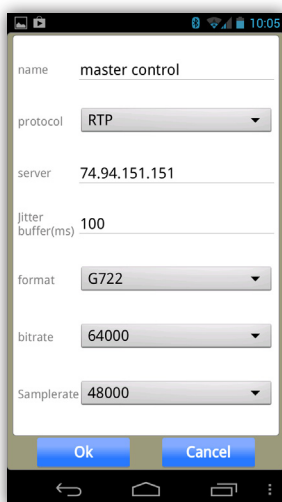 10:05
name master control
protocol RTP
server 74.94.151.151
Jitter
buffer(ms) 100
format G722
bitrate 64000
Samplerate 48000
Ok Cancel